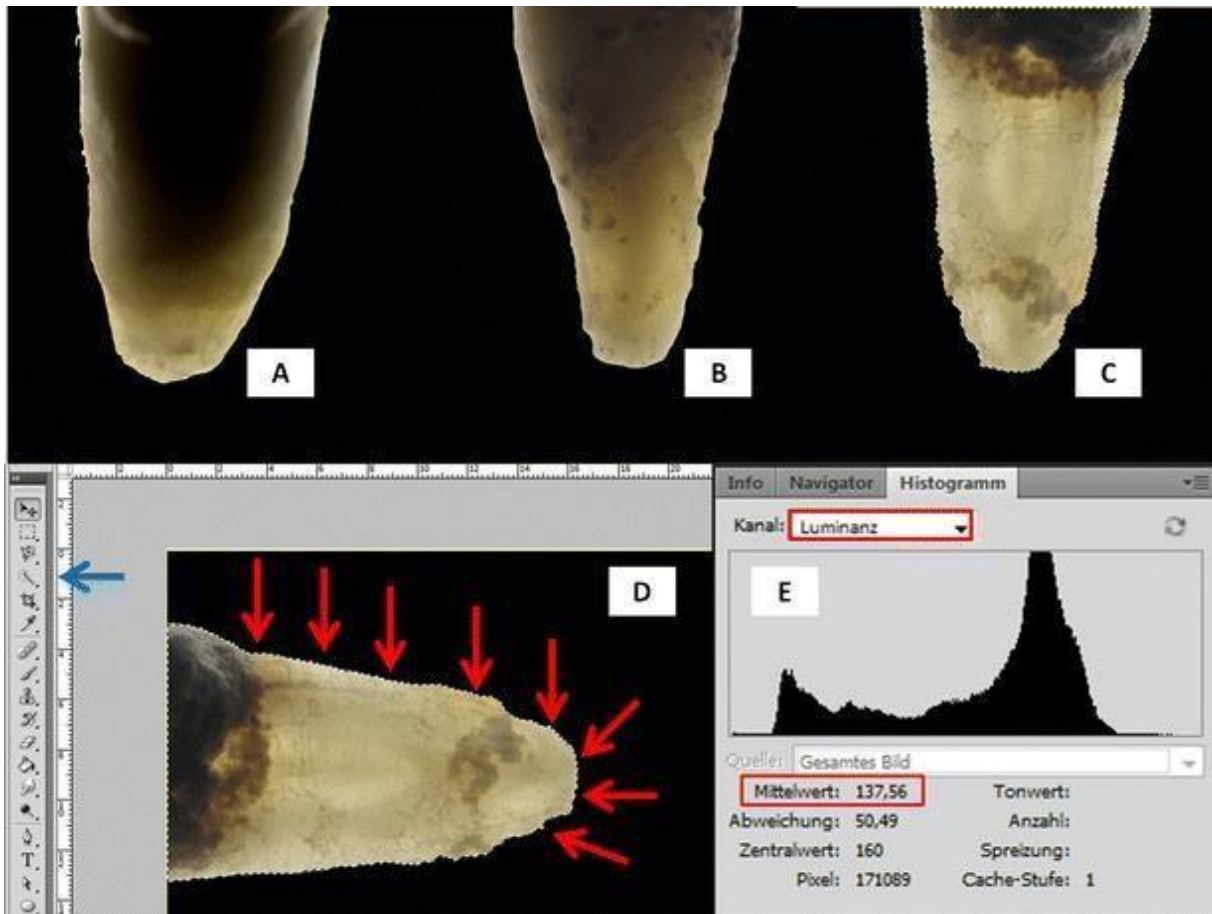 A
B
C
D
Info Navigator Histogramm
Kanal: Luminanz
E
Quelle: Gesamtes Bild
Mittelwert: 137,56 Tonwert:
Abweichung: 50,49 Anzahl:
Zentralwert: 160 Spreizung:
Pixel: 171089 Cache-Stufe: 1